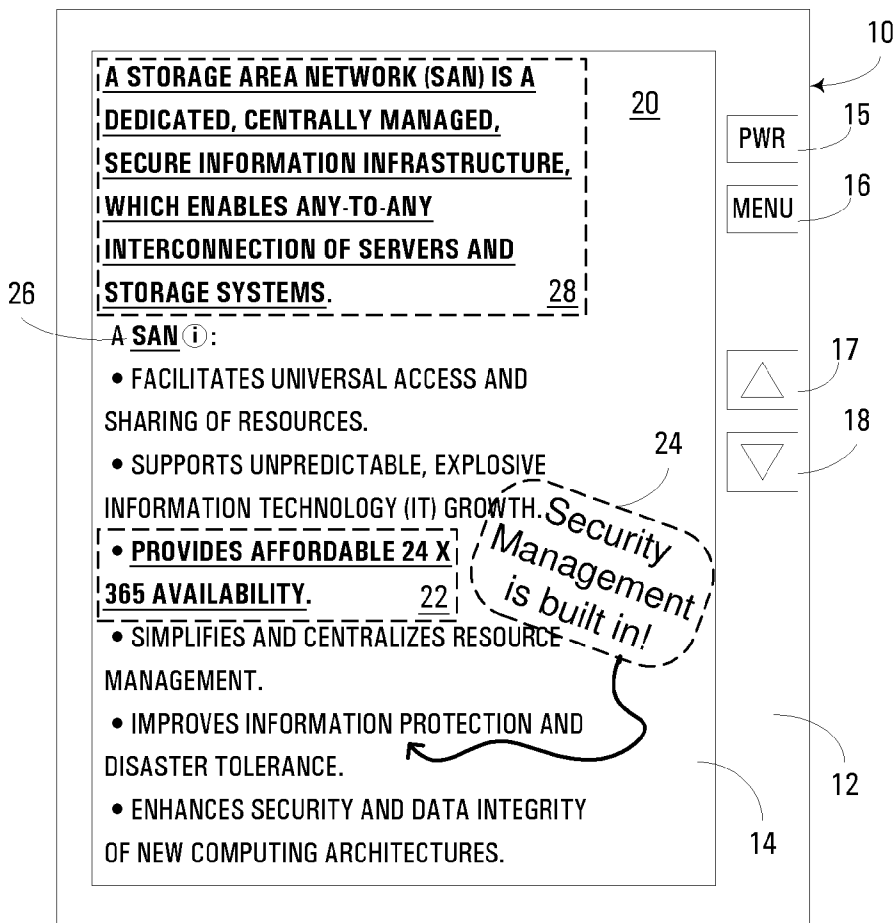 10
A STORAGE AREA NETWORK (SAN) IS A
20
DEDICATED, CENTRALLY MANAGED,
15
PWR
SECURE INFORMATION INFRASTRUCTURE,
16
MENU
WHICH ENABLES ANY-TO-ANY
INTERCONNECTION OF SERVERS AND
STORAGE SYSTEMS.
28
26
A SAN i :
17
• FACILITATES UNIVERSAL ACCESS AND
SHARING OF RESOURCES.
18
24
• SUPPORTS UNPREDICTABLE, EXPLOSIVE
INFORMATION TECHNOLOGY (IT) GROWTH.
Security
Management
is built in!
• PROVIDES AFFORDABLE 24 X
365 AVAILABILITY.
22
• SIMPLIFIES AND CENTRALIZES RESOURCE
MANAGEMENT.
• IMPROVES INFORMATION PROTECTION AND
DISASTER TOLERANCE.
12
• ENHANCES SECURITY AND DATA INTEGRITY
14
OF NEW COMPUTING ARCHITECTURES.